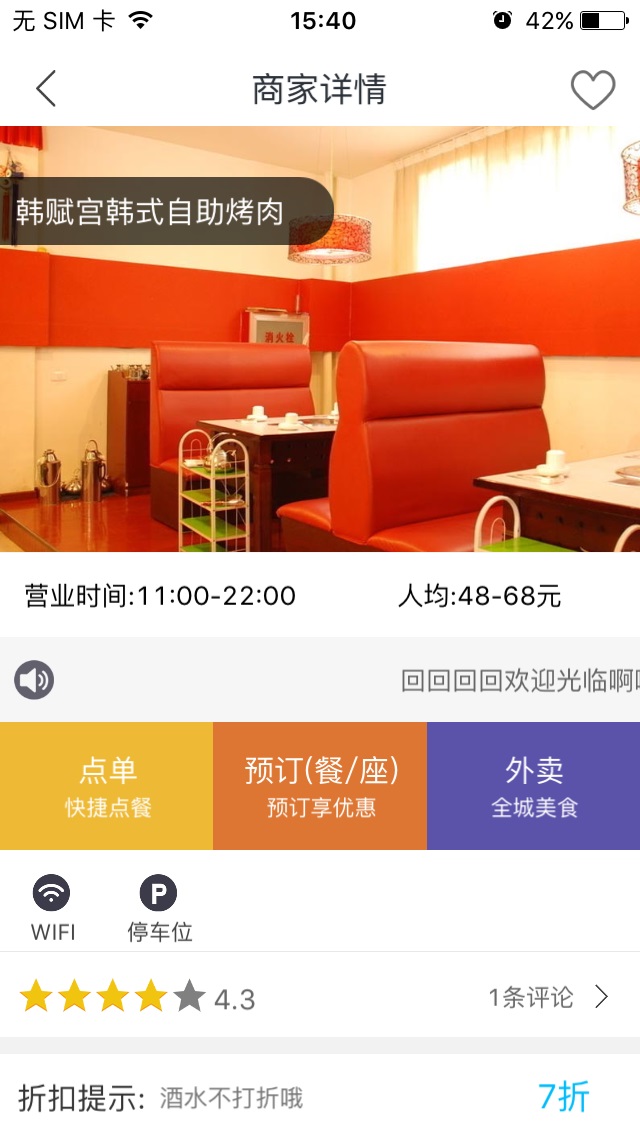 无 SIM 卡 15:40 42%
商家详情
韩赋宫韩式自助烤肉
消火栓
营业时间:11:00-22:00 人均:48-68元
回回回回欢迎光临啊
点单 预订(餐/座) 外卖
快捷点餐 预订享优惠 全城美食
P
WIFI 停车位
4.3 1条评论
折扣提示: 酒水不打折哦 7折